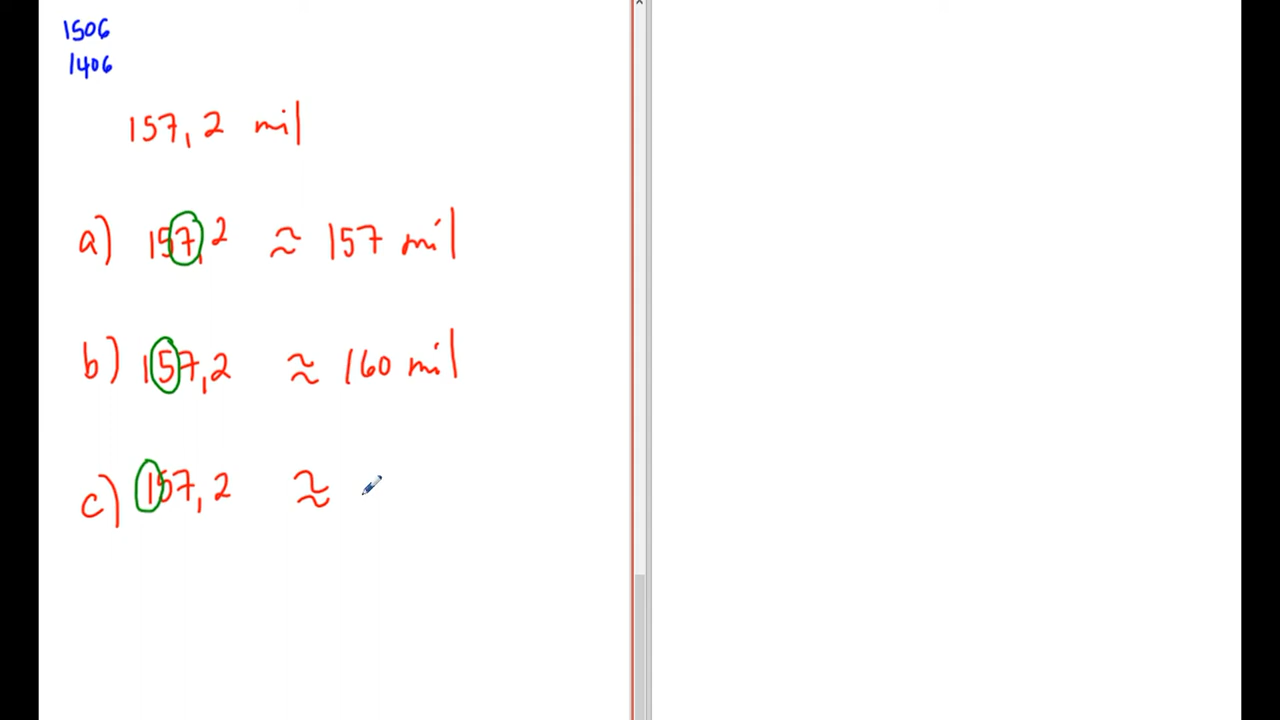 1506
1406
157,2 mil
a) 157,2 ≈ 157 mil
b) 157,2 ≈ 160 mil
c) 157,2 ≈